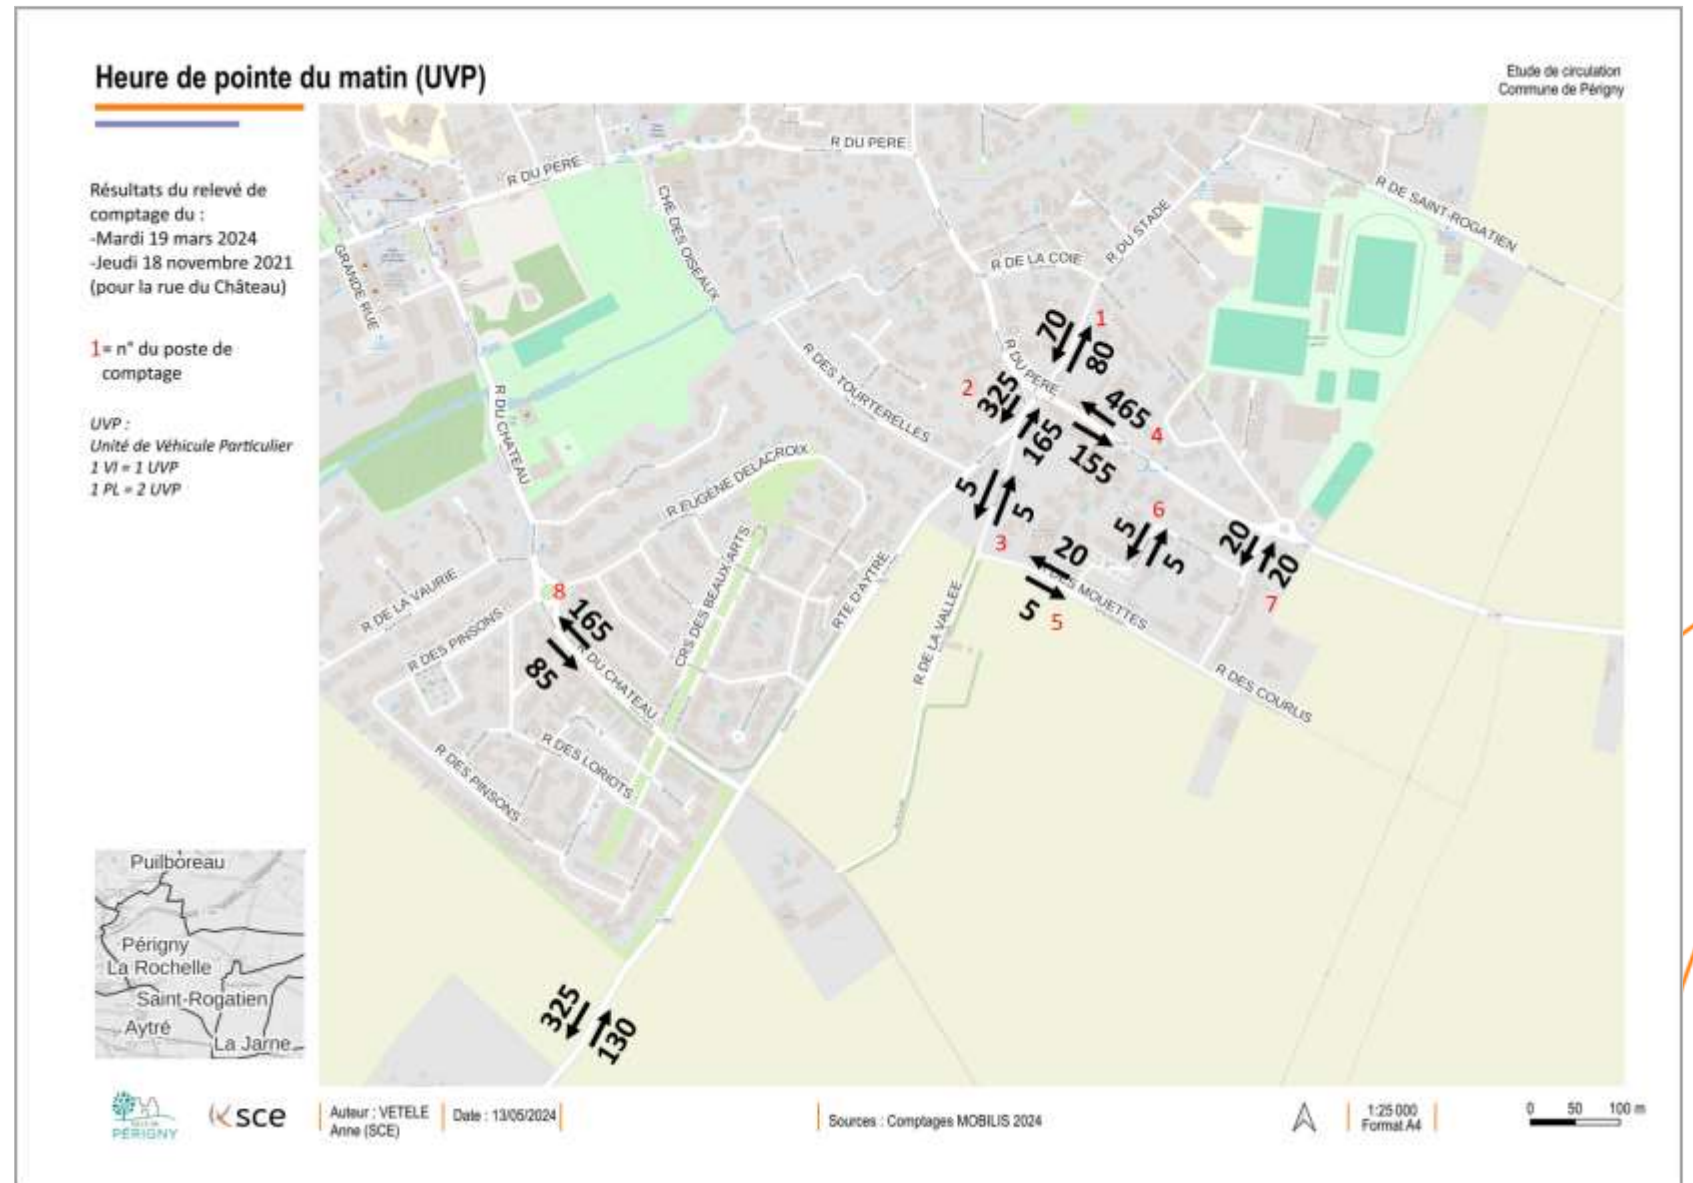 Heure de pointe du matin (UVP)
Etude de circulation
Commune de Périgny
Résultats du relevé de
comptage du :
-Mardi 19 mars 2024
-Jeudi 18 novembre 2021
(pour la rue du Château)
1= n° du poste de
comptage
UVP :
Unité de Véhicule Particulier
1 Vl = 1 UVP
1 PL = 2 UVP
R DU PERE
R DU PERE
R DE SAINT-ROGATIEN
CHE DES OISEAUX
R DU STADE
GRANDE RUE
R DE LA COIE
70
1
80
R DU PERE
R DES TOURTERELLES
2
325
165
465
4
155
R DU CHATEAU
R EUGÈNE DELACROIX
5
5
3
6
5
5
20
20
7
20
5
5
R DES MOUETTES
R DE LA VAURIE
R DES PINSONS
8
165
85
R DU CHATEAU
CRS DES BEAUX-ARTS
RTE D'AYTRE
R DE LA VALLEE
R DES COURLIS
R DES LORIOTS
R DES PINSONS
325
130
Puilboreau
Périgny
La Rochelle
Saint-Rogatien
Aytré
La Jarne
PÉRIGNY
sce
Auteur : VETELE
Anne (SCE)
Date : 13/05/2024
Sources : Comptages MOBILIS 2024
1:25 000
Format A4
0 50 100 m